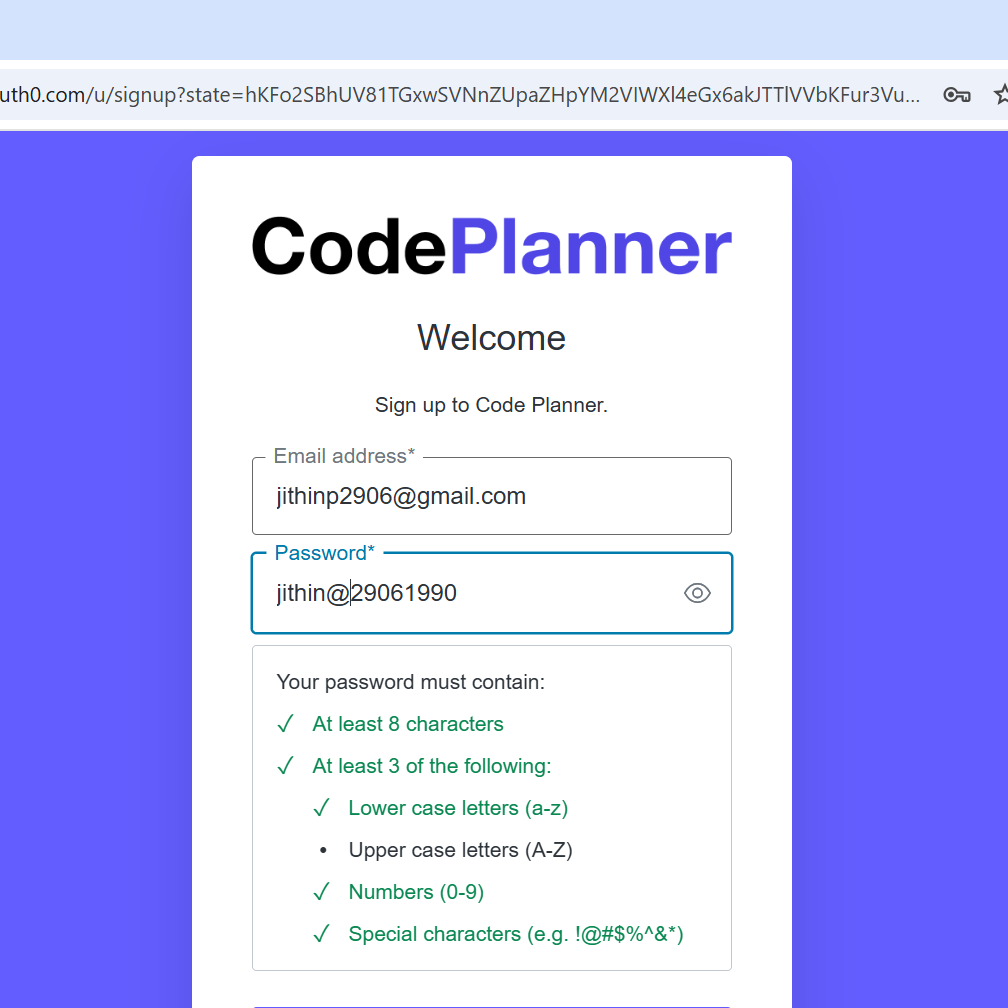 uth0.com/u/signup?state=hKFo2SBhUV81TGxwSVNnZUpaZHpYM2VIWXl4eGx6akJTTlVVbKFur3Vu...
CodePlanner
Welcome
Sign up to Code Planner.
Email address*
jithinp2906@gmail.com
Password*
jithin@29061990
Your password must contain:
✓ At least 8 characters
✓ At least 3 of the following:
✓ Lower case letters (a-z)
• Upper case letters (A-Z)
✓ Numbers (0-9)
✓ Special characters (e.g. !@#$%^&*)